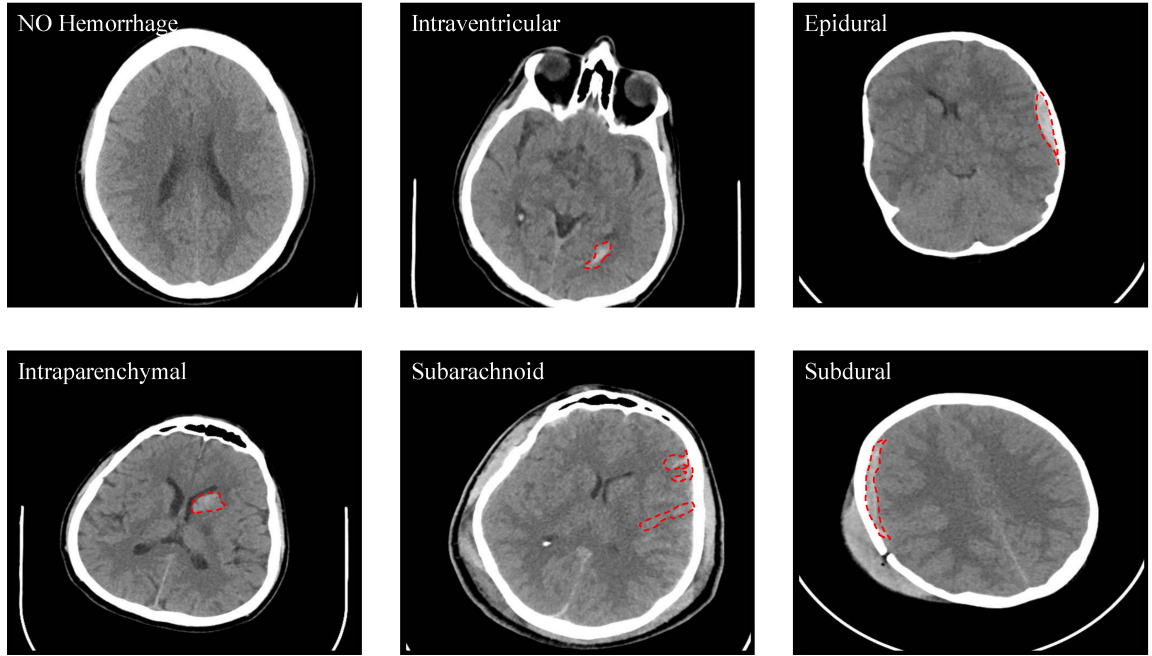 NO Hemorrhage
Intraventricular
Epidural
Intraparenchymal
Subarachnoid
Subdural